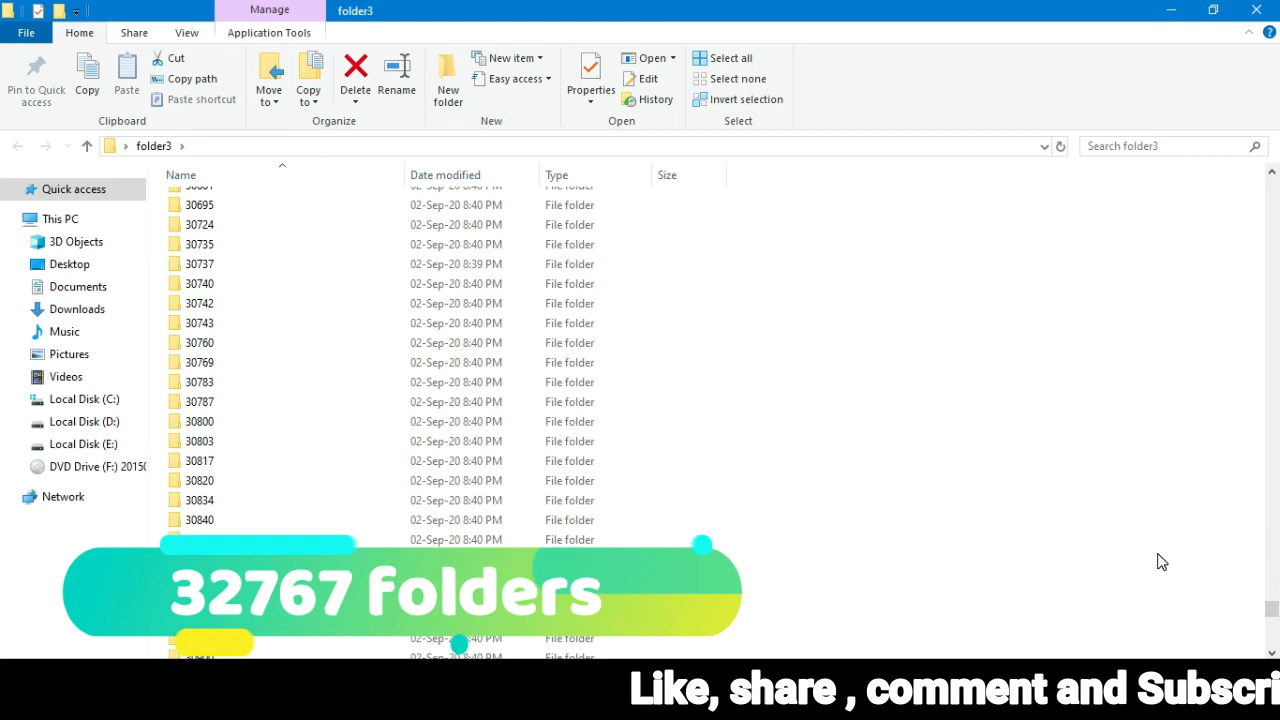 Manage folder3
File Home Share View Application Tools
Pin to Quick access
Copy
Paste
Cut
Copy path
Paste shortcut
Clipboard
Move to
Copy to
Delete
Rename
Organize
New folder
New item
Easy access
New
Properties
Open
Edit
History
Open
Select all
Select none
Invert selection
Select
folder3
Search folder3
Name Date modified Type Size
Quick access
This PC
3D Objects
Desktop
Documents
Downloads
Music
Pictures
Videos
Local Disk (C:)
Local Disk (D:)
Local Disk (E:)
DVD Drive (F:) 2015
Network
30695 02-Sep-20 8:40 PM File folder
30724 02-Sep-20 8:40 PM File folder
30735 02-Sep-20 8:40 PM File folder
30737 02-Sep-20 8:39 PM File folder
30740 02-Sep-20 8:40 PM File folder
30742 02-Sep-20 8:40 PM File folder
30743 02-Sep-20 8:40 PM File folder
30760 02-Sep-20 8:40 PM File folder
30769 02-Sep-20 8:40 PM File folder
30783 02-Sep-20 8:40 PM File folder
30787 02-Sep-20 8:40 PM File folder
30800 02-Sep-20 8:40 PM File folder
30803 02-Sep-20 8:40 PM File folder
30817 02-Sep-20 8:40 PM File folder
30820 02-Sep-20 8:40 PM File folder
30834 02-Sep-20 8:40 PM File folder
30840 02-Sep-20 8:40 PM File folder
02-Sep-20 8:40 PM File folder
32767 folders
Like, share , comment and Subscri